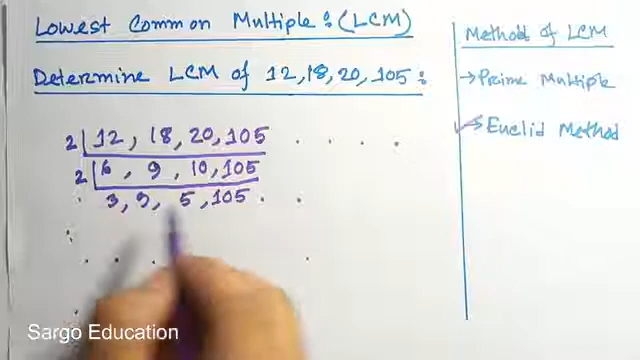 Lowest Common Multiple: (LCM)
Determine LCM of 12, 18, 20, 105:
2 | 12, 18, 20, 105
2 | 6, 9, 10, 105
3, 9, 5, 105
Method of LCM
→ Prime Multiple
→ Euclid Method
Sargo Education